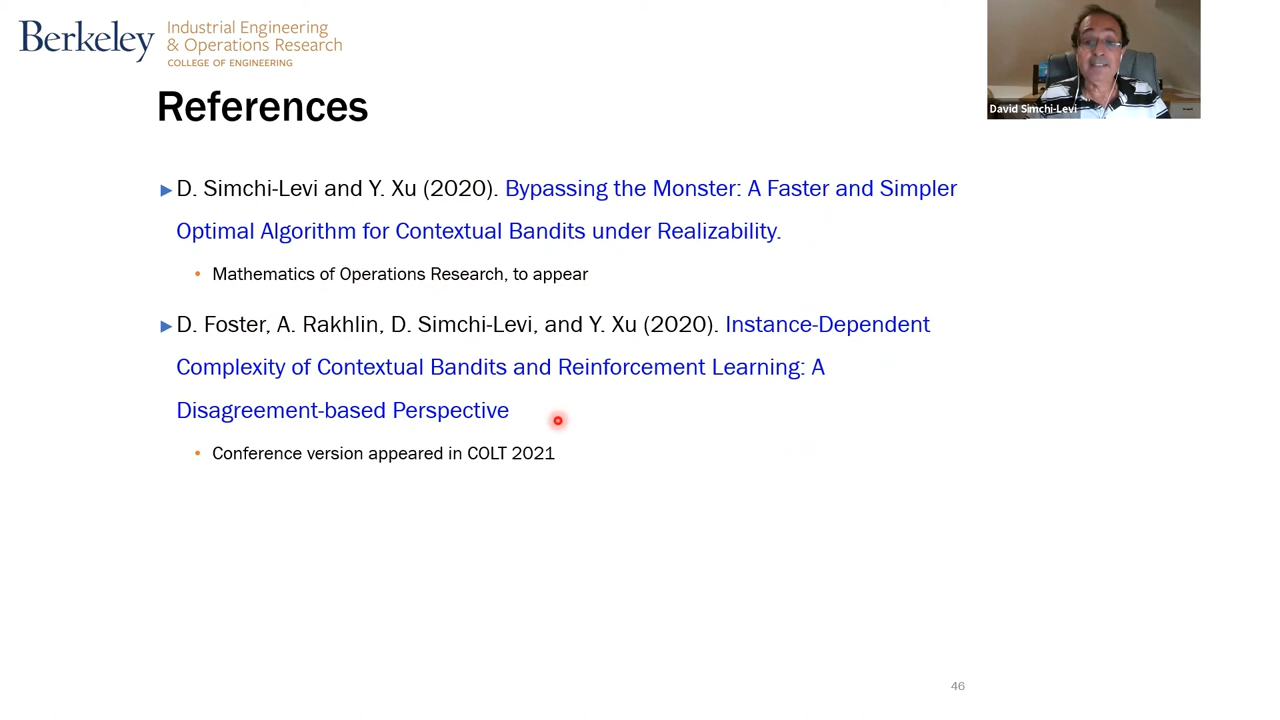 Berkeley
Industrial Engineering
& Operations Research
COLLEGE OF ENGINEERING
David Simchi-Levi
References
D. Simchi-Levi and Y. Xu (2020). Bypassing the Monster: A Faster and Simpler
Optimal Algorithm for Contextual Bandits under Realizability.
• Mathematics of Operations Research, to appear
D. Foster, A. Rakhlin, D. Simchi-Levi, and Y. Xu (2020). Instance-Dependent
Complexity of Contextual Bandits and Reinforcement Learning: A
Disagreement-based Perspective
• Conference version appeared in COLT 2021
46